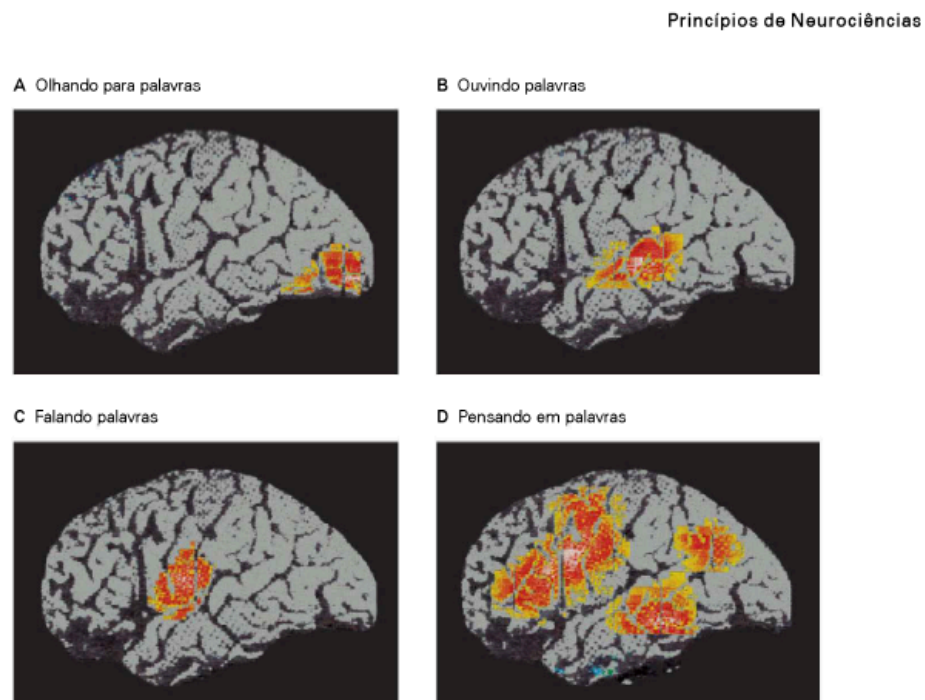 Princípios de Neurociências
A Olhando para palavras
B Ouvindo palavras
C Falando palavras
D Pensando em palavras